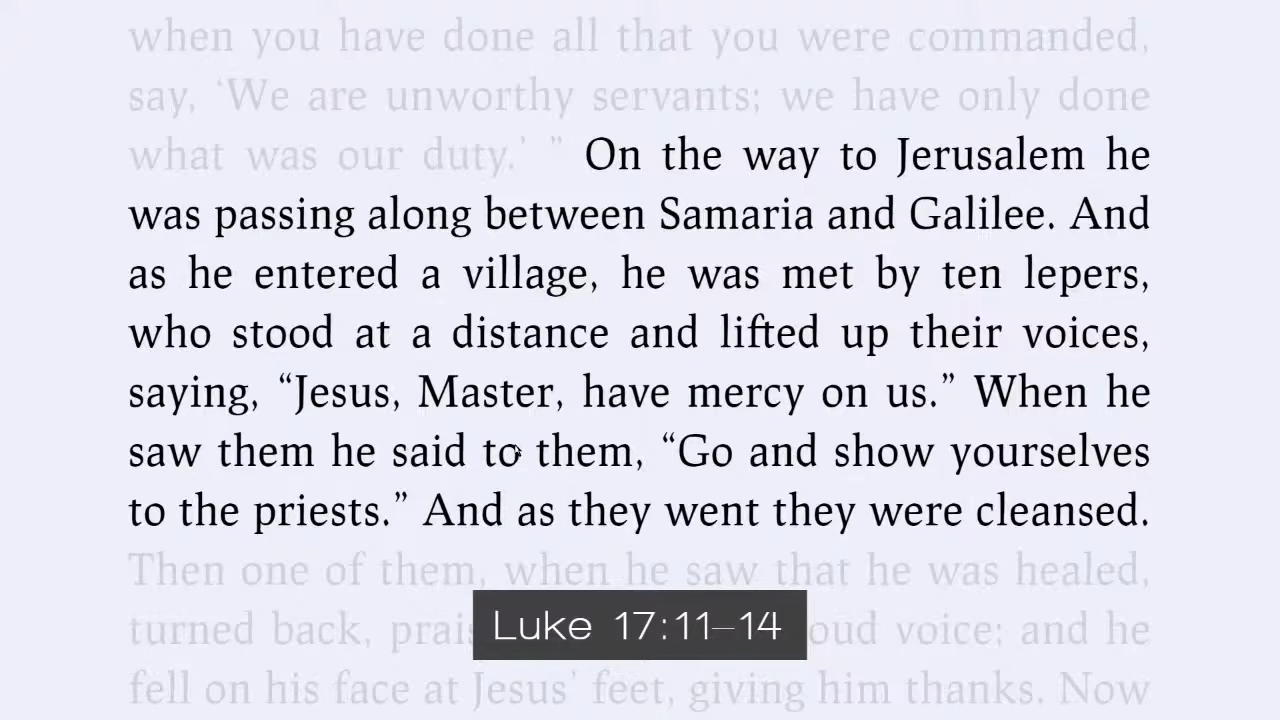 when you have done all that you were commanded,
say, ‘We are unworthy servants; we have only done
what was our duty.’ ” On the way to Jerusalem he
was passing along between Samaria and Galilee. And
as he entered a village, he was met by ten lepers,
who stood at a distance and lifted up their voices,
saying, “Jesus, Master, have mercy on us.” When he
saw them he said to them, “Go and show yourselves
to the priests.” And as they went they were cleansed.
Then one of them, when he saw that he was healed,
turned back, voice; and he
Luke 17:11–14
fell on his face at Jesus’ feet, giving him thanks. Now